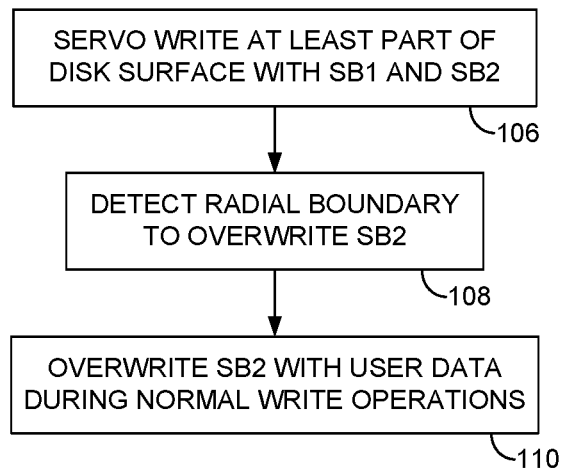 SERVO WRITE AT LEAST PART OF
DISK SURFACE WITH SB1 AND SB2
106
DETECT RADIAL BOUNDARY
TO OVERWRITE SB2
108
OVERWRITE SB2 WITH USER DATA
DURING NORMAL WRITE OPERATIONS
110